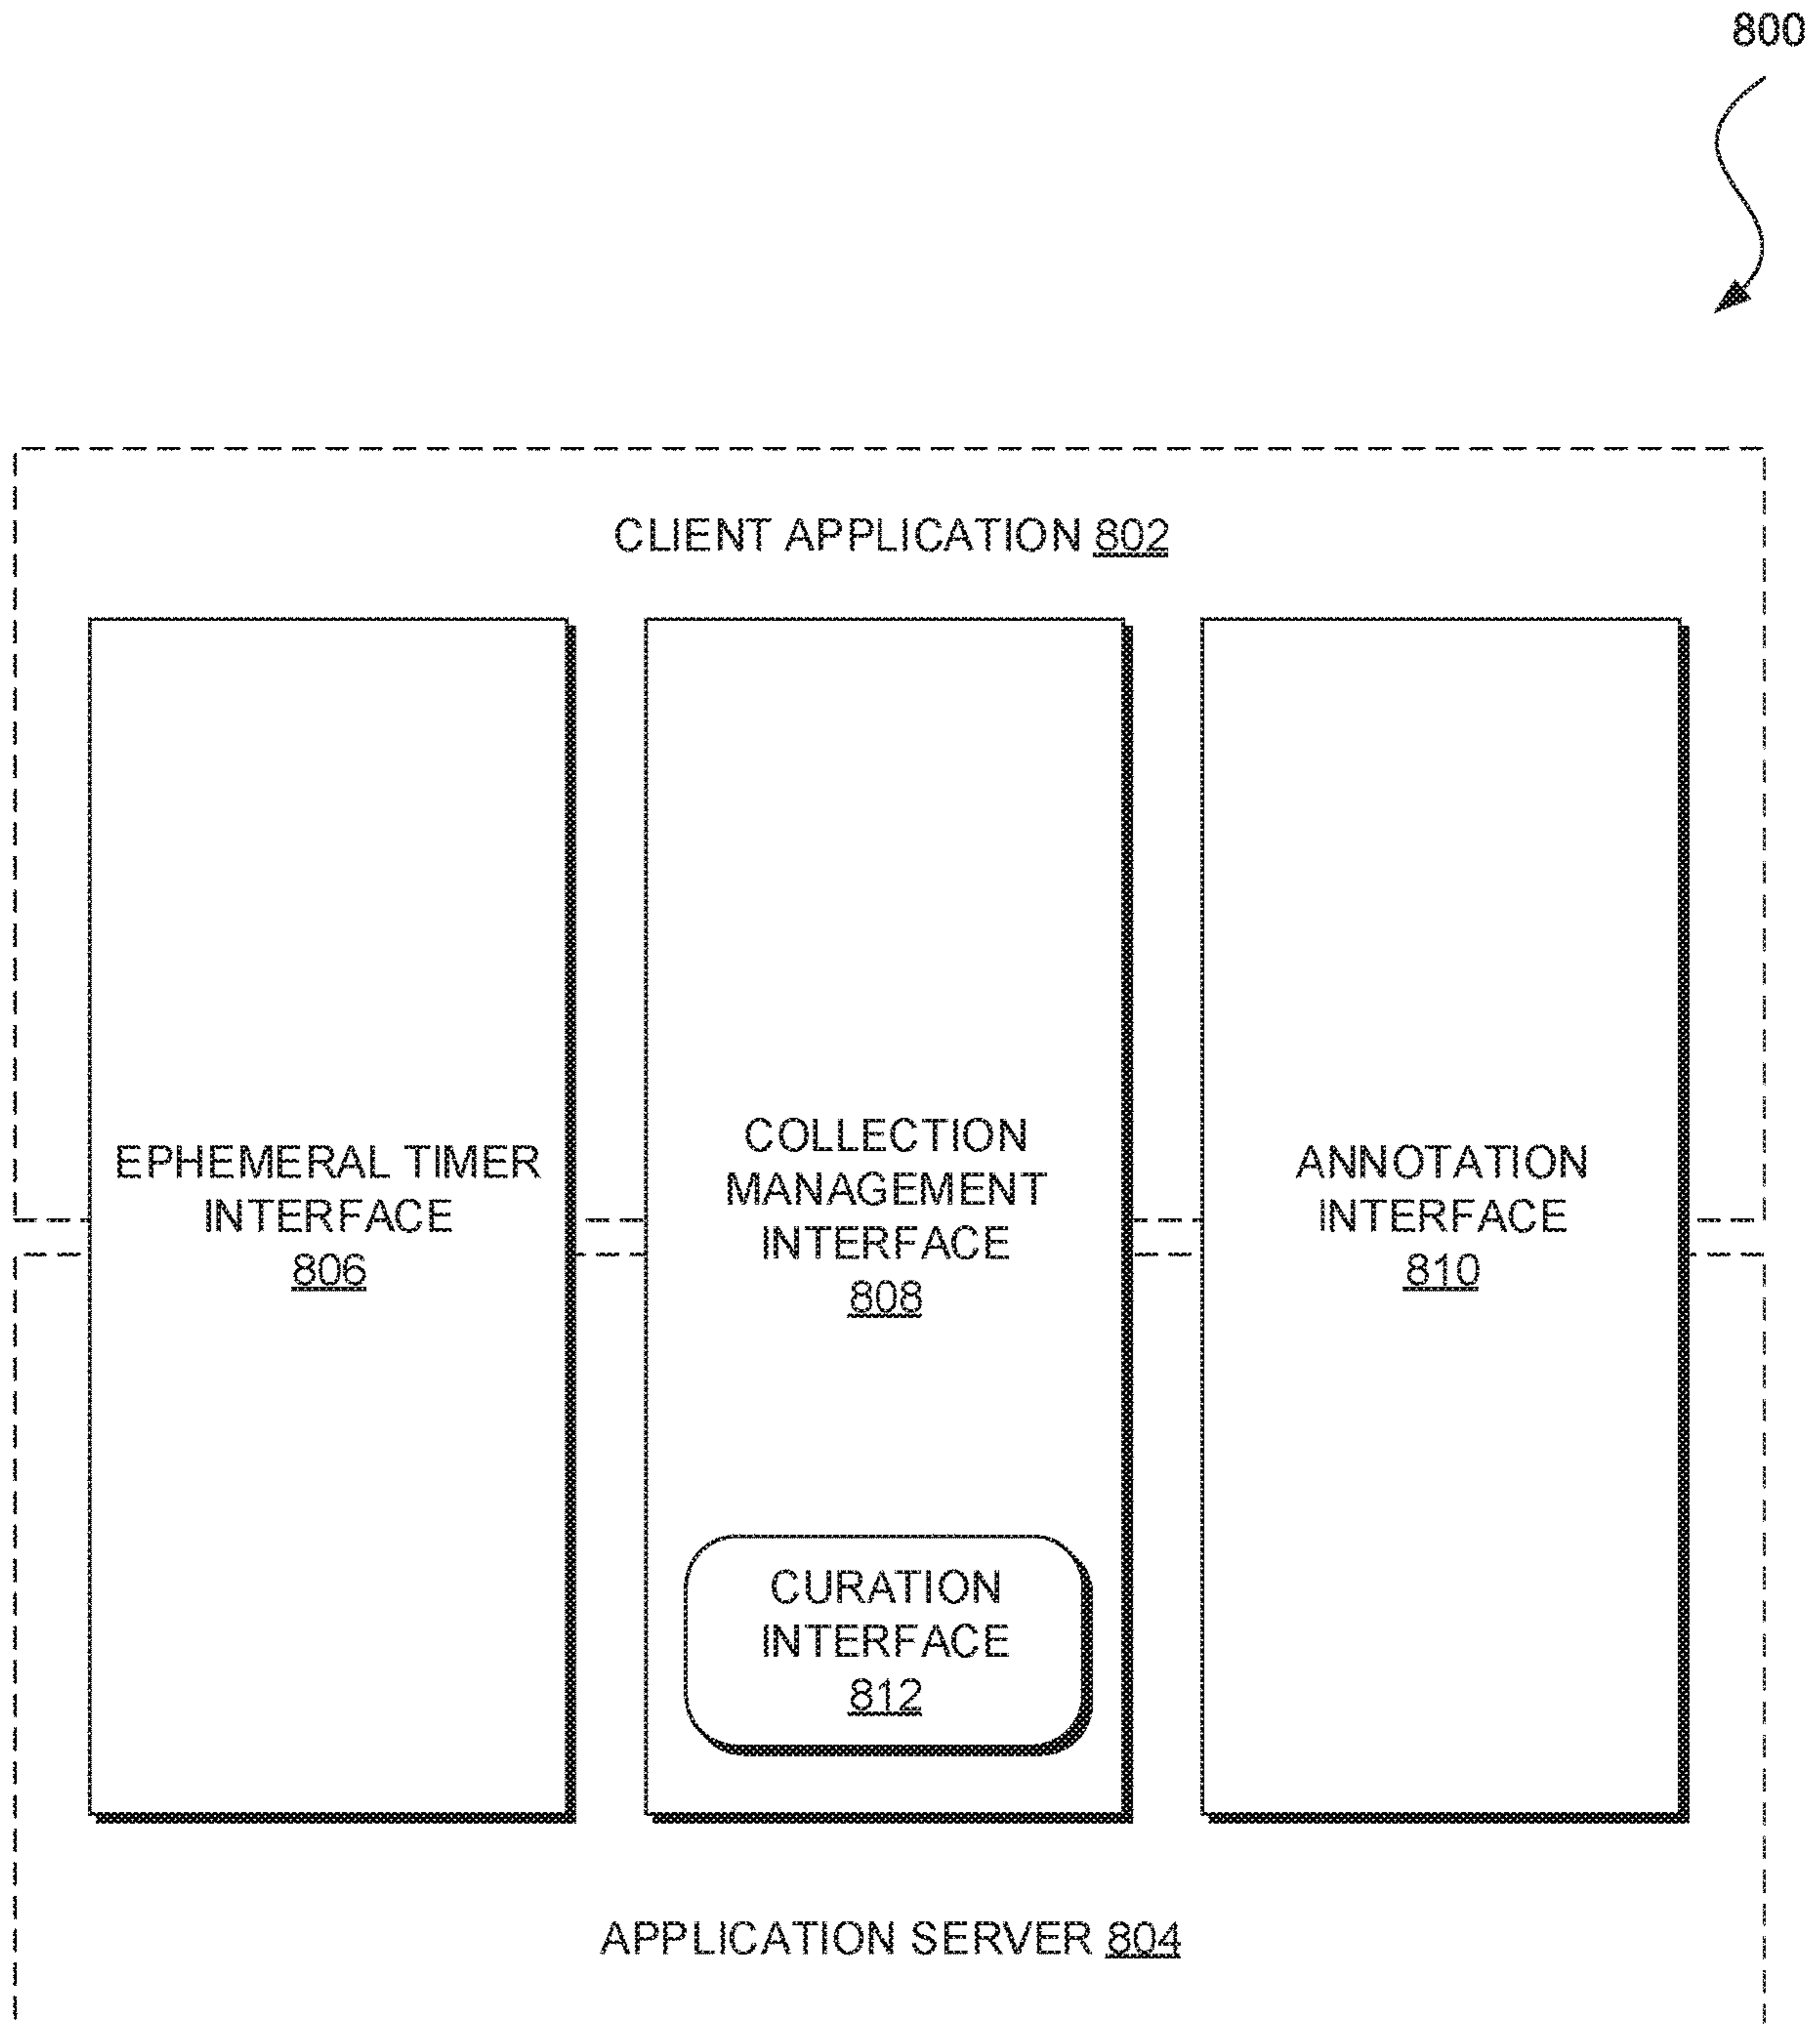 800
CLIENT APPLICATION 802
EPHEMERAL TIMER
INTERFACE
806
COLLECTION
MANAGEMENT
INTERFACE
808
ANNOTATION
INTERFACE
810
CURATION
INTERFACE
812
APPLICATION SERVER 804